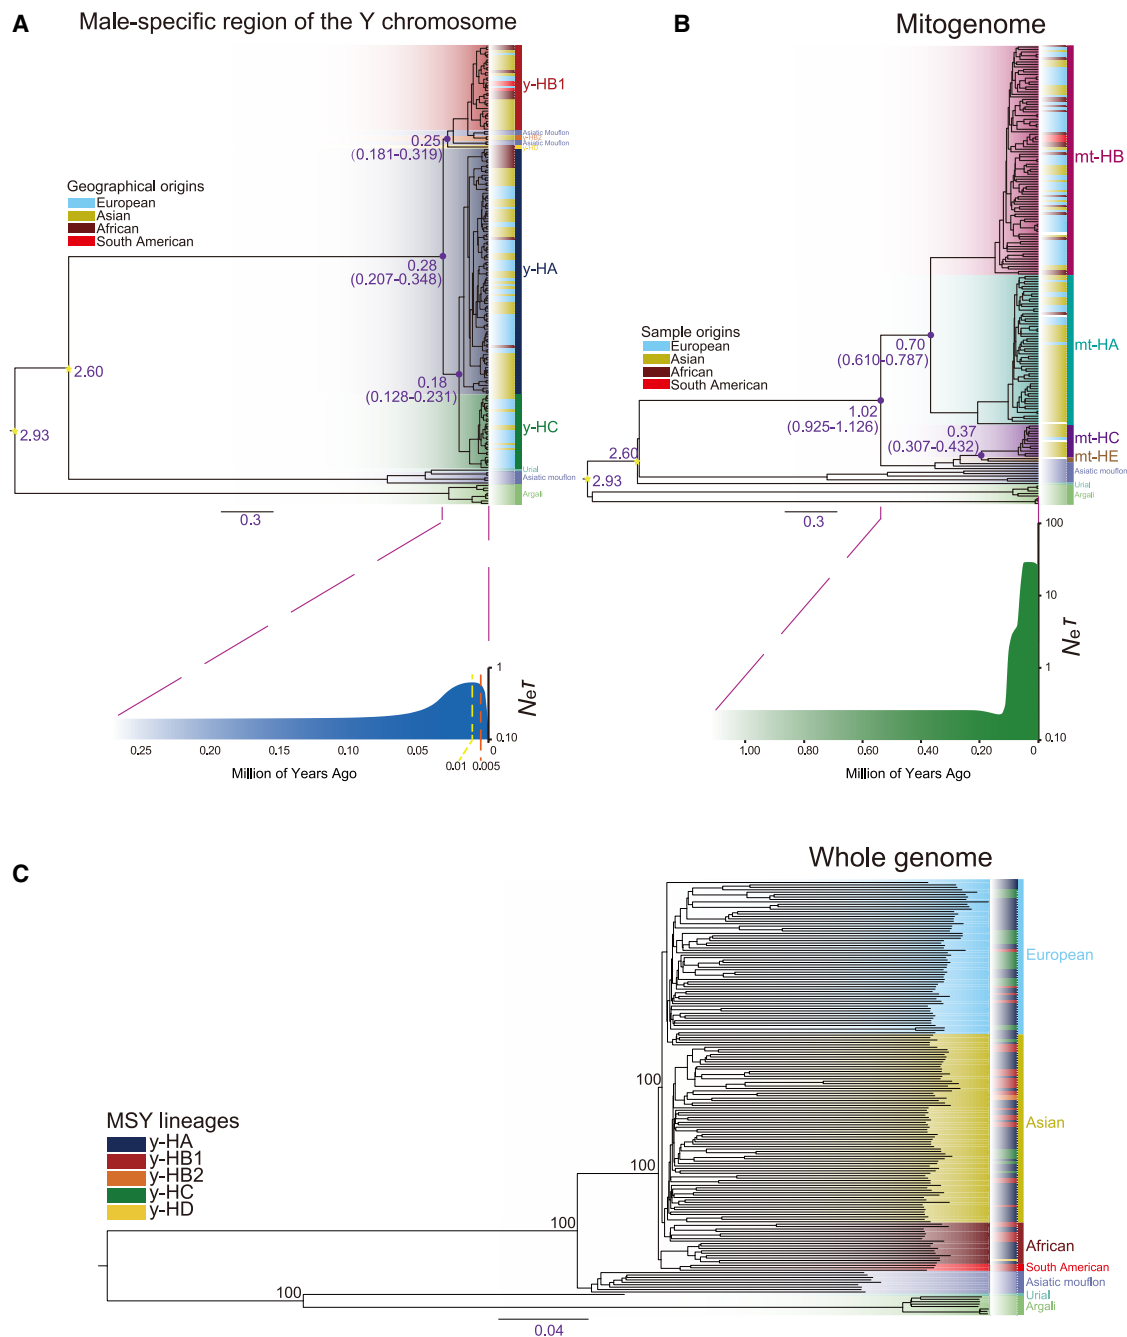 A
Male-specific region of the Y chromosome
y-HB1
Asiatic Mouflon
y-HB2
Asiatic Mouflon
y-HD
0.25
(0.181-0.319)
Geographical origins
European
Asian
African
South American
y-HA
0.28
(0.207-0.348)
2.60
0.18
(0.128-0.231)
y-HC
2.93
Urial
Asiatic mouflon
Argali
0.3
1
Neτ
0.10
0.25
0.20
0.15
0.10
0.05
0
0.01
0.005
Million of Years Ago
B
Mitogenome
mt-HB
Sample origins
European
Asian
African
South American
0.70
(0.610-0.787)
mt-HA
1.02
(0.925-1.126)
0.37
(0.307-0.432)
mt-HC
mt-HE
2.60
Asiatic mouflon
2.93
Urial
Argali
0.3
100
10
Neτ
1
0.10
1.00
0.80
0.60
0.40
0.20
0
Million of Years Ago
C
Whole genome
European
100
Asian
MSY lineages
y-HA
y-HB1
y-HB2
y-HC
y-HD
100
100
African
South American
Asiatic mouflon
100
Urial
Argali
0.04